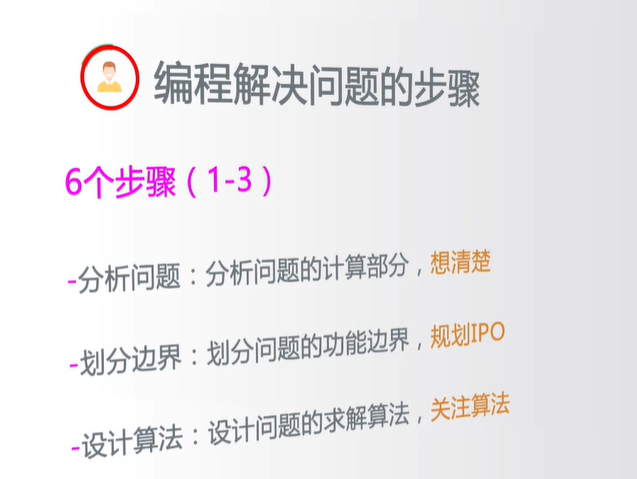 编程解决问题的步骤
6个步骤（1-3）
-分析问题：分析问题的计算部分，想清楚
-划分边界：划分问题的功能边界，规划IPO
-设计算法：设计问题的求解算法，关注算法